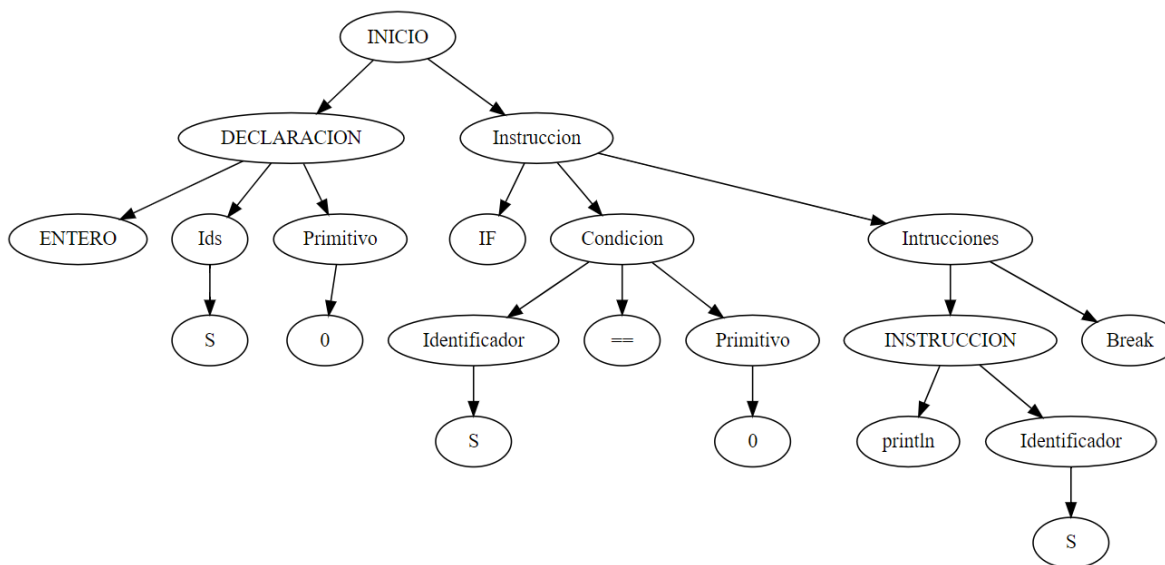 INICIO
DECLARACION
Instruccion
ENTERO
Ids
Primitivo
IF
Condicion
Intrucciones
S
0
Identificador
==
Primitivo
INSTRUCCION
Break
S
0
println
Identificador
S